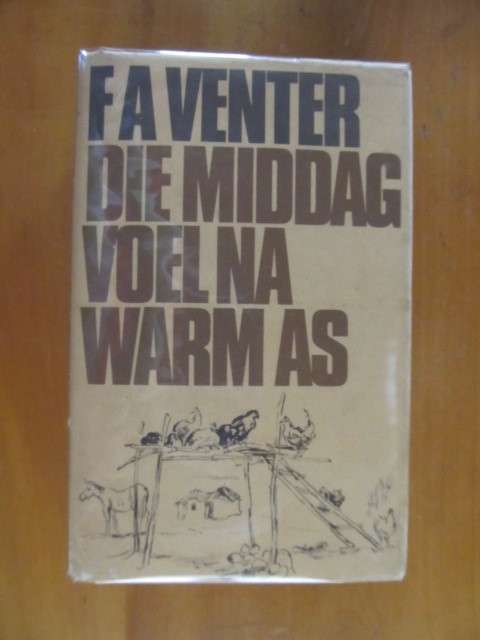 F A VENTER
DIE MIDDAG
VOEL NA
WARM AS